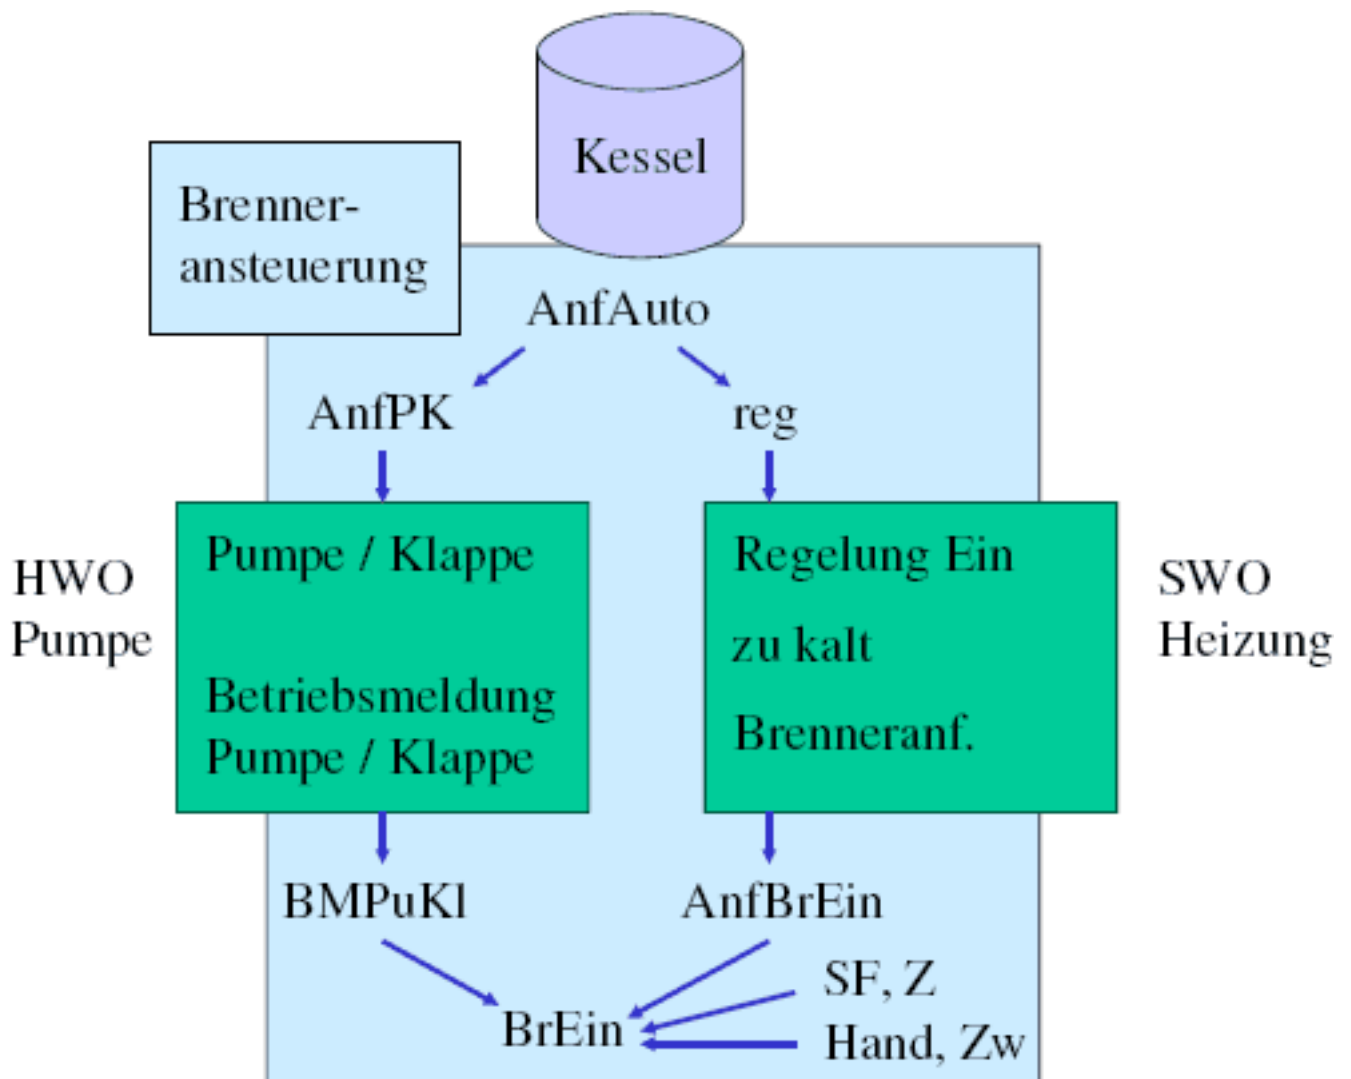 Kessel
Brenner-
ansteuerung
AnfAuto
AnfPK
reg
HWO
Pumpe
Pumpe / Klappe
Betriebsmeldung
Pumpe / Klappe
Regelung Ein
zu kalt
Brenneranf.
SWO
Heizung
BMPuKl
AnfBrEin
SF, Z
BrEin
Hand, Zw